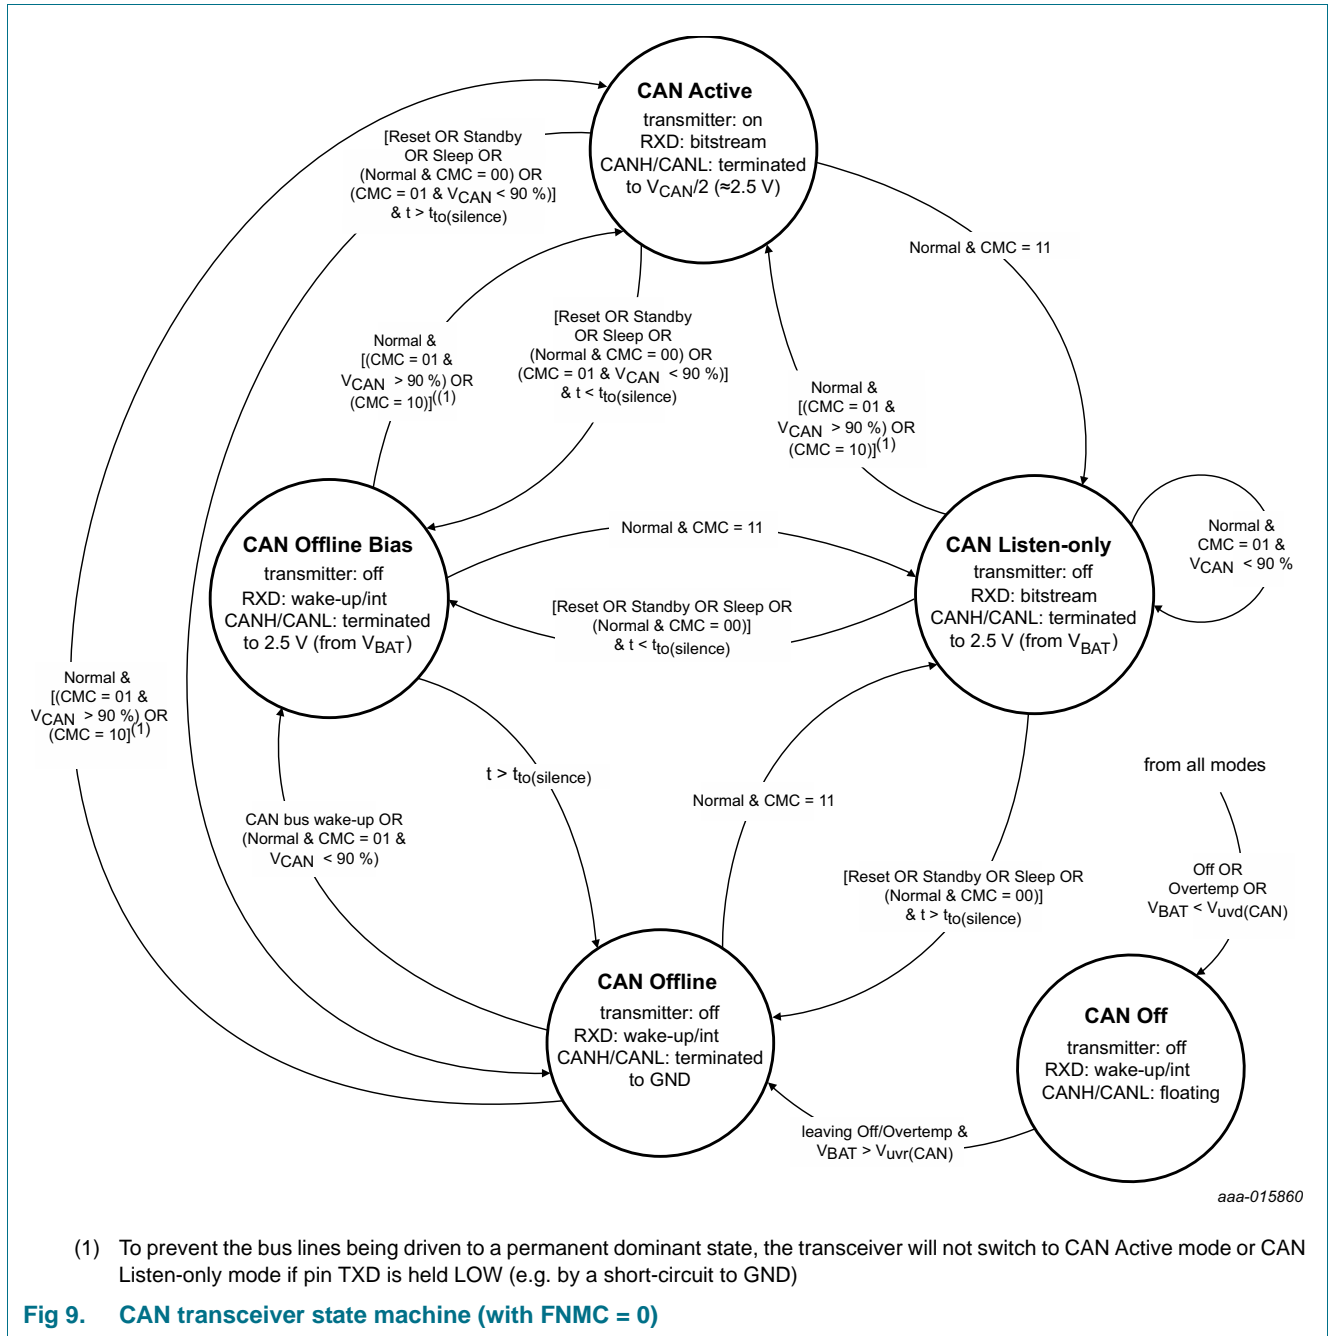 CAN Active
transmitter: on
RXD: bitstream
CANH/CANL: terminated
to VCAN/2 (≈2.5 V)
[Reset OR Standby
OR Sleep OR
(Normal & CMC = 00) OR
(CMC = 01 & VCAN < 90 %)]
& t > tto(silence)
Normal & CMC = 11
Normal &
[(CMC = 01 &
VCAN > 90 %) OR
(CMC = 10)]((1)
[Reset OR Standby
OR Sleep OR
(Normal & CMC = 00) OR
(CMC = 01 & VCAN < 90 %)]
& t < tto(silence)
Normal &
[(CMC = 01 &
VCAN > 90 %) OR
(CMC = 10)](1)
CAN Offline Bias
transmitter: off
RXD: wake-up/int
CANH/CANL: terminated
to 2.5 V (from VBAT)
Normal & CMC = 11
[Reset OR Standby OR Sleep OR
(Normal & CMC = 00)]
& t < tto(silence)
CAN Listen-only
transmitter: off
RXD: bitstream
CANH/CANL: terminated
to 2.5 V (from VBAT)
Normal &
CMC = 01 &
VCAN < 90 %
Normal &
[(CMC = 01 &
VCAN > 90 %) OR
(CMC = 10](1)
t > tto(silence)
CAN bus wake-up OR
(Normal & CMC = 01 &
VCAN < 90 %)
Normal & CMC = 11
[Reset OR Standby OR Sleep OR
(Normal & CMC = 00)]
& t > tto(silence)
from all modes
Off OR
Overtemp OR
VBAT < Vuvd(CAN)
CAN Offline
transmitter: off
RXD: wake-up/int
CANH/CANL: terminated
to GND
CAN Off
transmitter: off
RXD: wake-up/int
CANH/CANL: floating
leaving Off/Overtemp &
VBAT > Vuvr(CAN)
aaa-015860
(1) To prevent the bus lines being driven to a permanent dominant state, the transceiver will not switch to CAN Active mode or CAN
Listen-only mode if pin TXD is held LOW (e.g. by a short-circuit to GND)
Fig 9. CAN transceiver state machine (with FNMC = 0)